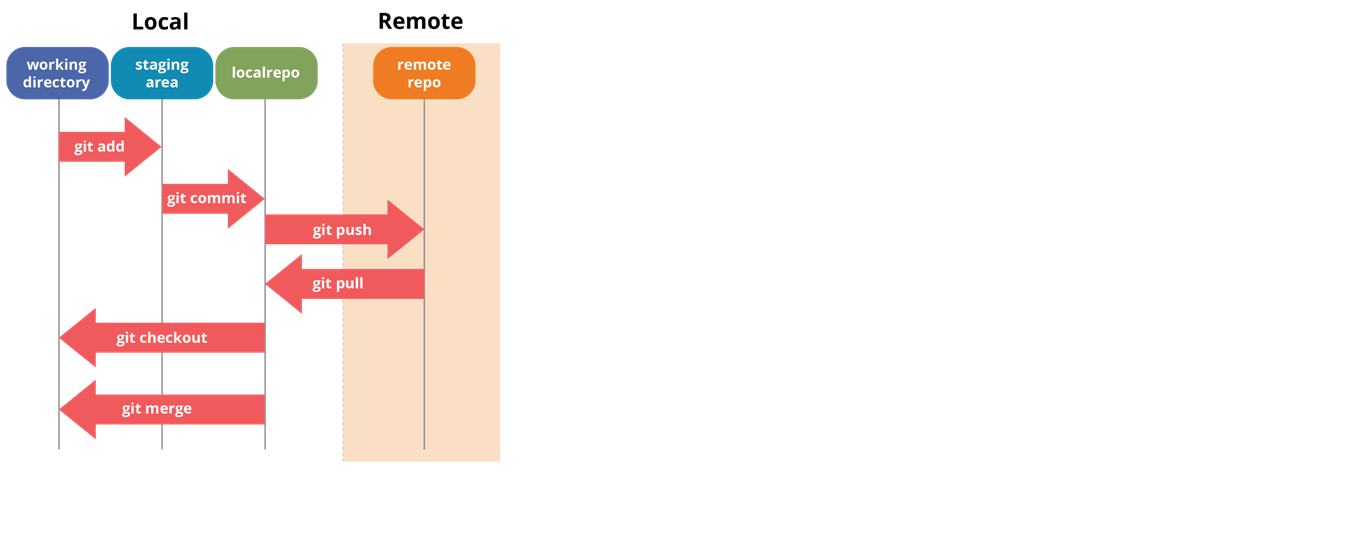 Local
Remote
working
directory
staging
area
localrepo
remote
repo
git add
git commit
git push
git pull
git checkout
git merge